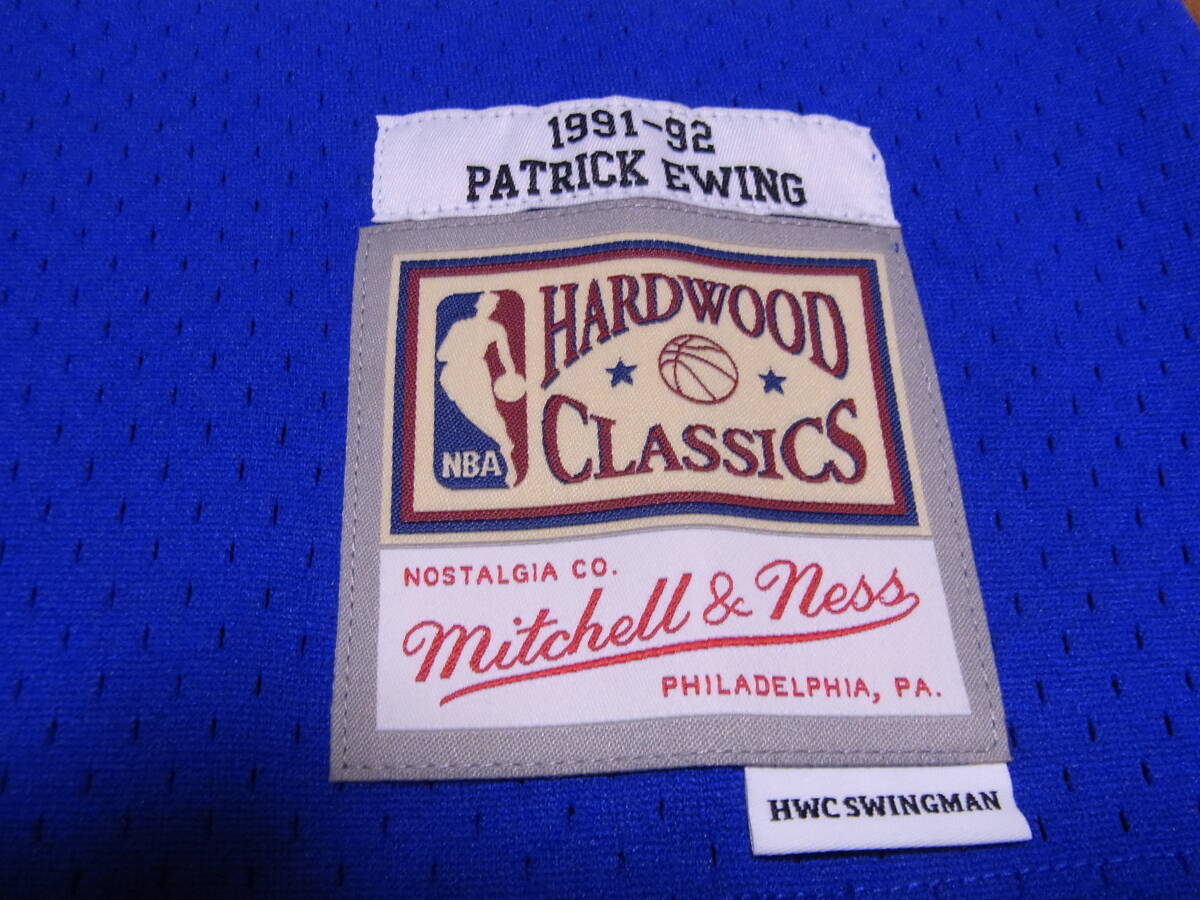 1991-92
PATRICK EWING
HARDWOOD
CLASSICS
NBA
NOSTALGIA CO.
Mitchell & Ness
PHILADELPHIA, PA.
HWC SWINGMAN